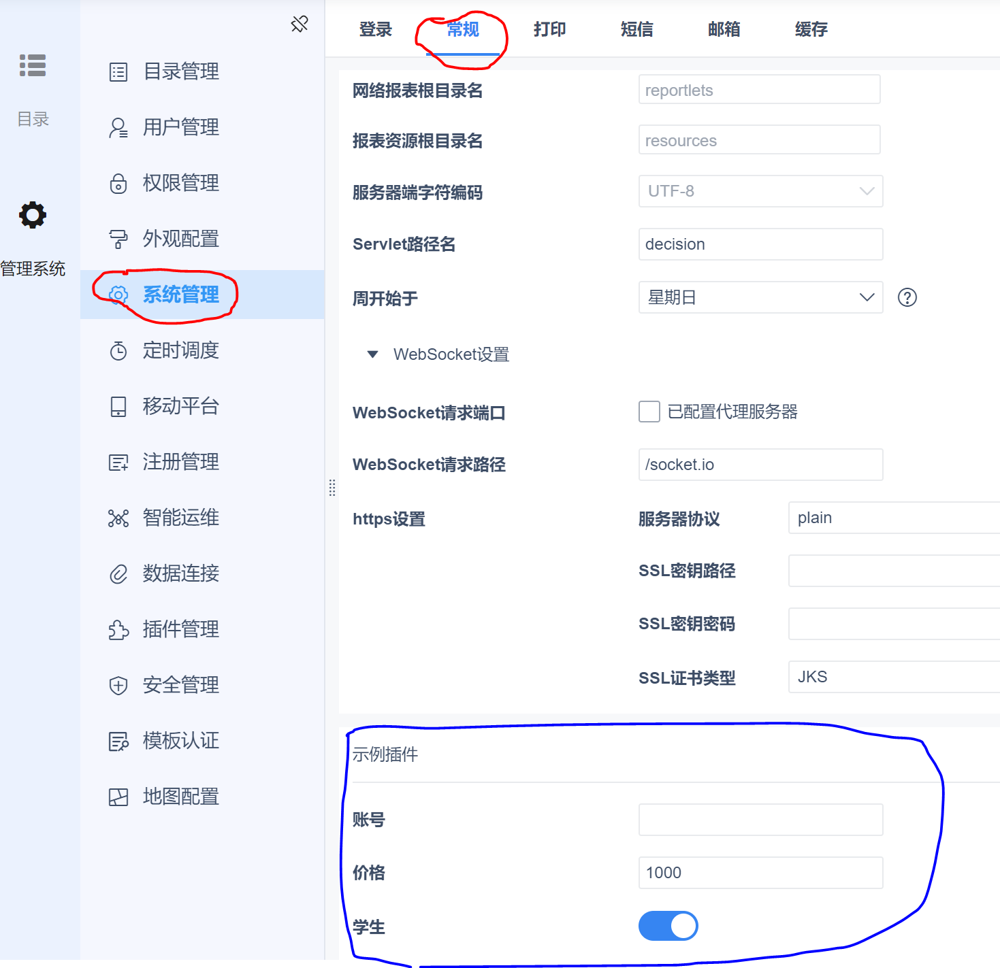 目录
管理系统
目录管理
用户管理
权限管理
外观配置
系统管理
定时调度
移动平台
注册管理
智能运维
数据连接
插件管理
安全管理
模板认证
地图配置
登录 常规 打印 短信 邮箱 缓存
网络报表根目录名 reportlets
报表资源根目录名 resources
服务器端字符编码 UTF-8
Servlet路径名 decision
周开始于 星期日 ?
WebSocket设置
WebSocket请求端口 已配置代理服务器
WebSocket请求路径 /socket.io
https设置 服务器协议 plain
SSL密钥路径
SSL密钥密码
SSL证书类型 JKS
示例插件
账号
价格 1000
学生